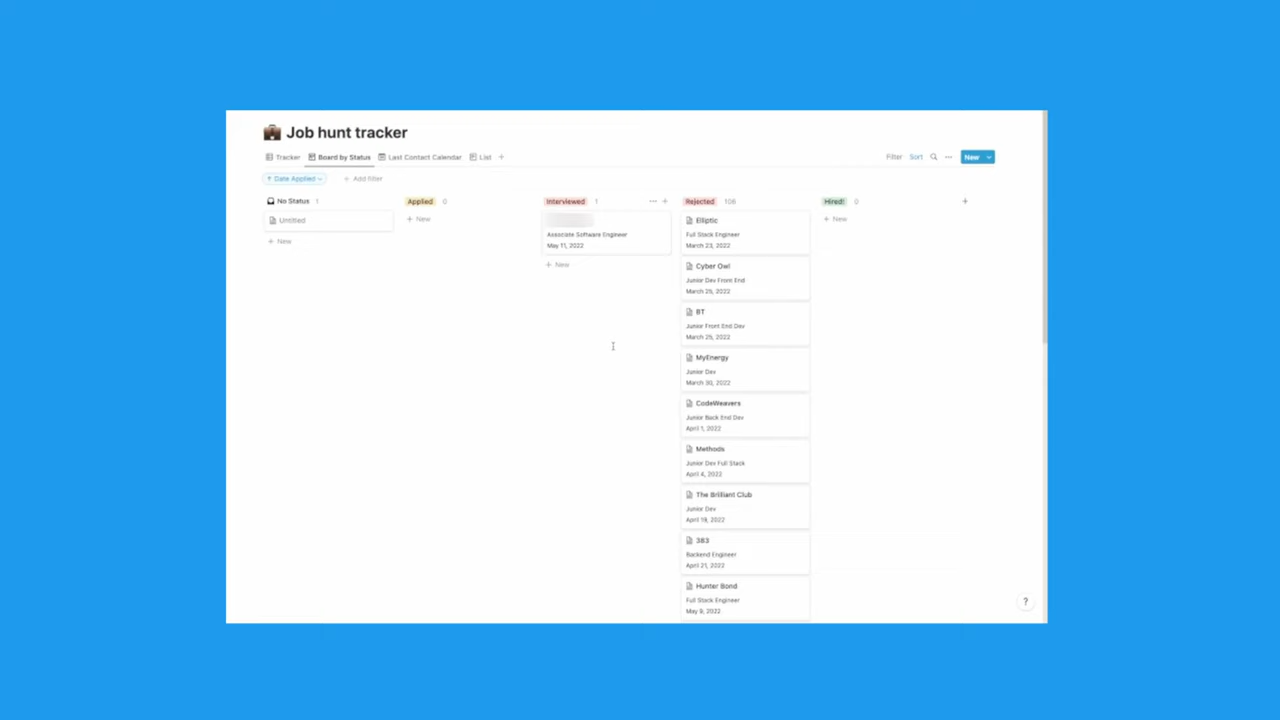 Job hunt tracker
Tracker Board by Status Last Contact Calendar List +
Filter Sort New
Date Applied + Add filter
No Status 1
Untitled
+ New
Applied 0
+ New
Interviewed 1
Associate Software Engineer
May 11, 2022
+ New
Rejected 106
Elliptic
Full Stack Engineer
March 23, 2022
Cyber Owl
Junior Dev Front End
March 25, 2022
BT
Junior Front End Dev
March 25, 2022
MyEnergy
Junior Dev
March 30, 2022
CodeWeavers
Junior Back End Dev
April 1, 2022
Methods
Junior Dev Full Stack
April 4, 2022
The Brilliant Club
Junior Dev
April 19, 2022
383
Backend Engineer
April 21, 2022
Hunter Bond
Full Stack Engineer
May 9, 2022
Hired! 0
+ New
?